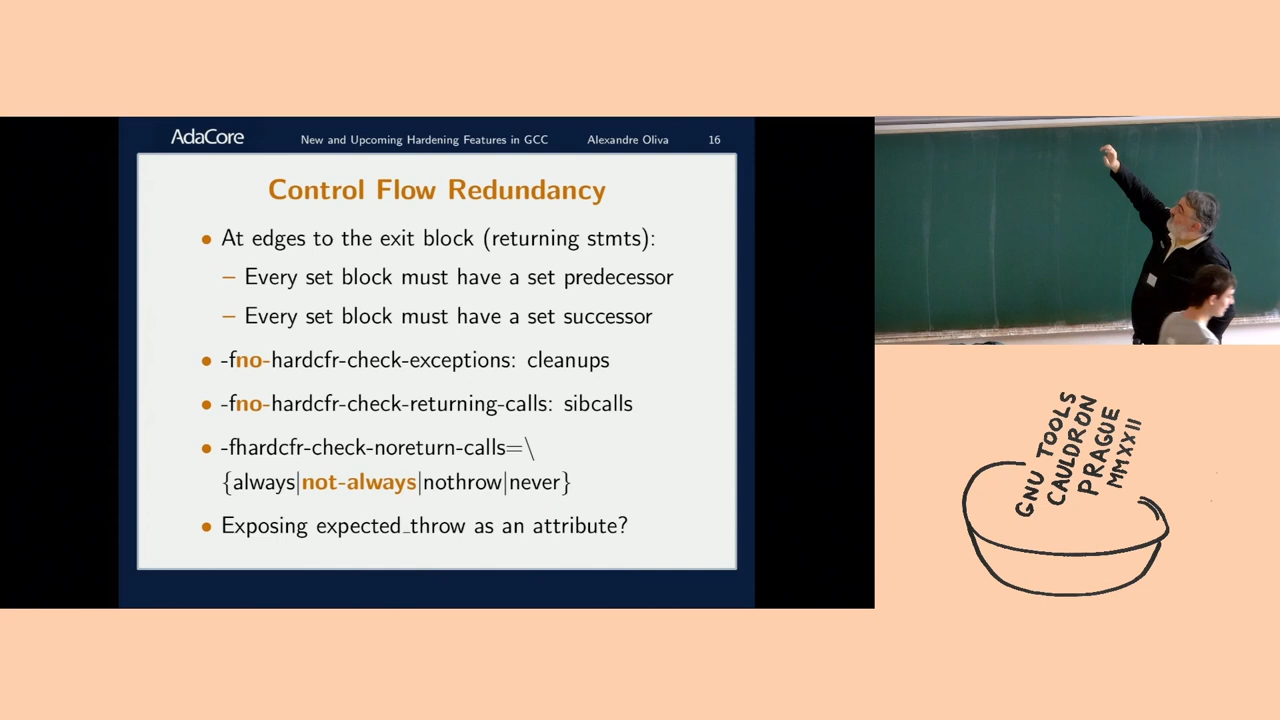 AdaCore New and Upcoming Hardening Features in GCC Alexandre Oliva 16
Control Flow Redundancy
• At edges to the exit block (returning stmts):
– Every set block must have a set predecessor
– Every set block must have a set successor
• -fno-hardcfr-check-exceptions: cleanups
• -fno-hardcfr-check-returning-calls: sibcalls
• -fhardcfr-check-noreturn-calls=\
{always|not-always|nothrow|never}
• Exposing expected_throw as an attribute?
GNU TOOLS
CAULDRON
PRAGUE
MMXXII